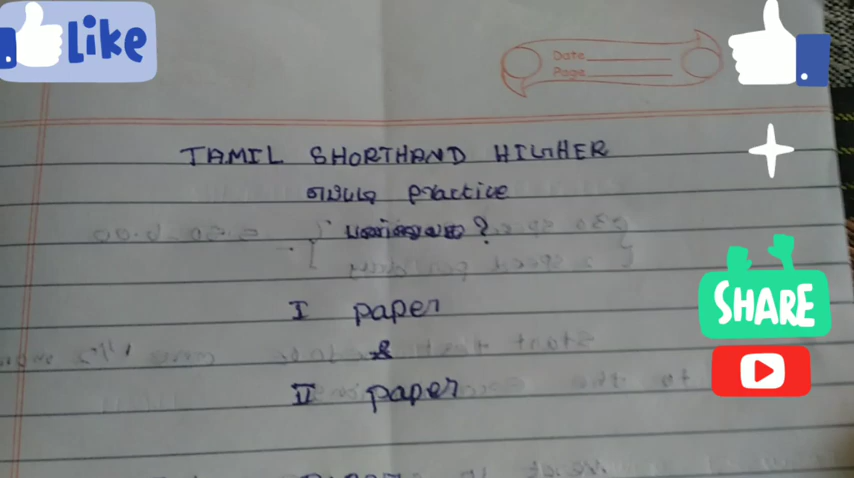 Like
Date
Page
TAMIL SHORTHAND HIGHER
எப்படி Practice
பண்ணுவது?
I paper
&
II paper
SHARE